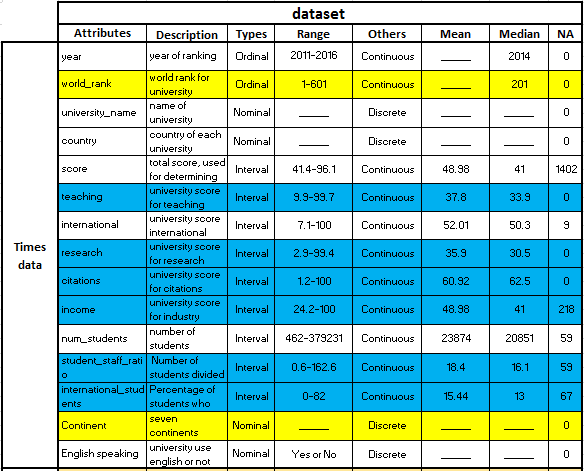 dataset
Attributes Description Types Range Others Mean Median NA
Times data
year year of ranking Ordinal 2011-2016 Continuous _____ 2014 0
world_rank world rank for university Ordinal 1-601 Continuous _____ 201 0
university_name name of university Nominal _____ Discrete _____ _____ 0
country country of each university Nominal _____ Discrete _____ _____ 0
score total score, used for determining Interval 41.4-96.1 Continuous 48.98 41 1402
teaching university score for teaching Interval 9.9-99.7 Continuous 37.8 33.9 0
international university score international Interval 7.1-100 Continuous 52.01 50.3 9
research university score for research Interval 2.9-99.4 Continuous 35.9 30.5 0
citations university score for citations Interval 1.2-100 Continuous 60.92 62.5 0
income university score for industry Interval 24.2-100 Continuous 48.98 41 218
num_students number of students Interval 462-379231 Continuous 23874 20851 59
student_staff_ratio Number of students divided Interval 0.6-162.6 Continuous 18.4 16.1 59
international_students Percentage of students who Interval 0-82 Continuous 15.44 13 67
Continent seven continents Nominal _____ Discrete _____ _____ 0
English speaking university use english or not Nominal Yes or No Discrete _____ _____ 0